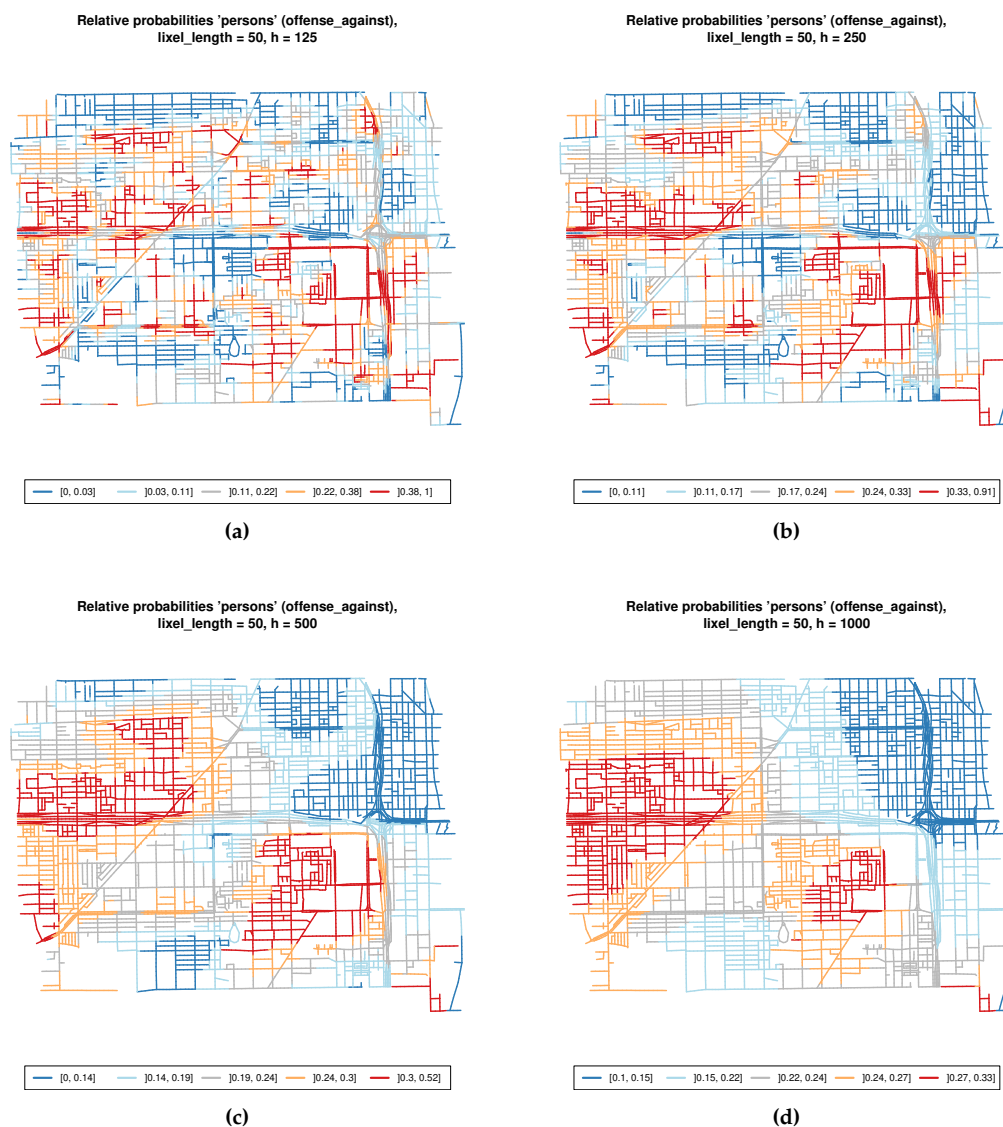 Relative probabilities 'persons' (offense_against),
lixel_length = 50, h = 125
Relative probabilities 'persons' (offense_against),
lixel_length = 50, h = 250
[0, 0.03] ]0.03, 0.11] ]0.11, 0.22] ]0.22, 0.38] ]0.38, 1]
[0, 0.11] ]0.11, 0.17] ]0.17, 0.24] ]0.24, 0.33] ]0.33, 0.91]
(a)
(b)
Relative probabilities 'persons' (offense_against),
lixel_length = 50, h = 500
Relative probabilities 'persons' (offense_against),
lixel_length = 50, h = 1000
[0, 0.14] ]0.14, 0.19] ]0.19, 0.24] ]0.24, 0.3] ]0.3, 0.52]
[0.1, 0.15] ]0.15, 0.22] ]0.22, 0.24] ]0.24, 0.27] ]0.27, 0.33]
(c)
(d)